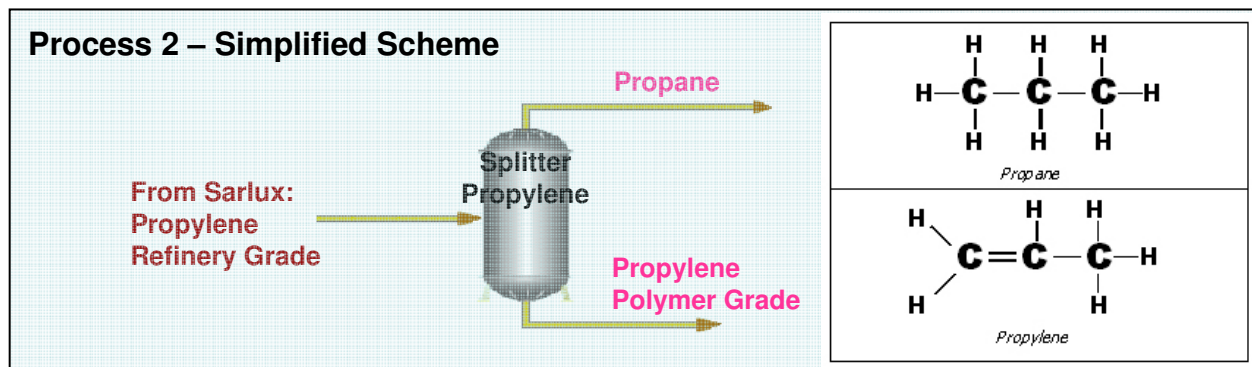 Process 2 – Simplified Scheme
Propane
Splitter
Propylene
From Sarlux:
Propylene
Refinery Grade
Propylene
Polymer Grade
H H H
H C C C H
H H H
Propane
H H H
C C C H
H H
Propylene